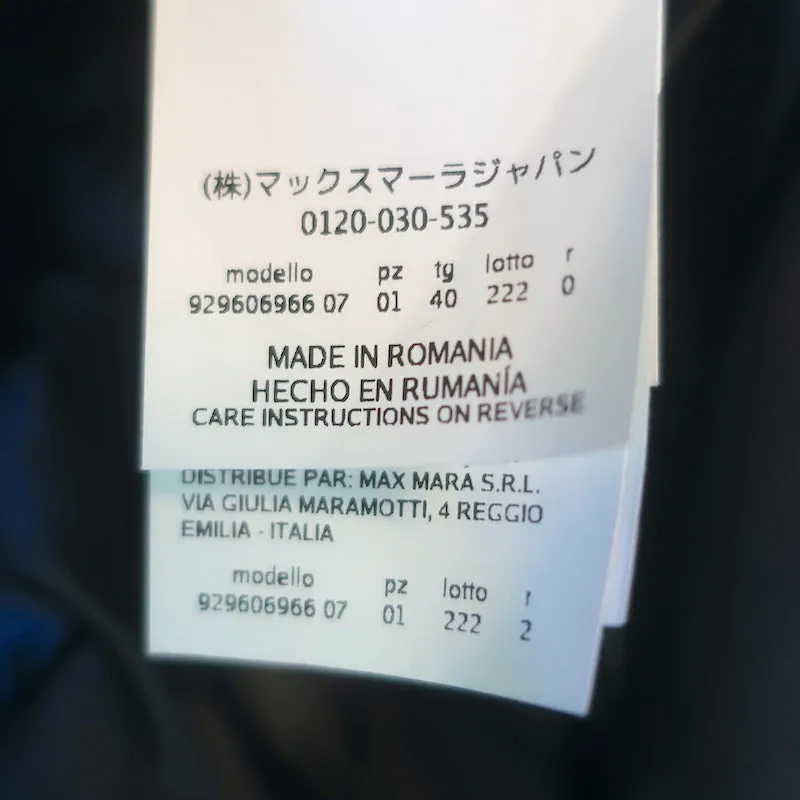 (株)マックスマーラジャパン
0120-030-535
modello pz tg lotto r
929606966 07 01 40 222 0
MADE IN ROMANIA
HECHO EN RUMANÍA
CARE INSTRUCTIONS ON REVERSE
DISTRIBUE PAR: MAX MARA S.R.L.
VIA GIULIA MARAMOTTI, 4 REGGIO
EMILIA - ITALIA
modello pz lotto r
929606966 07 01 222 2